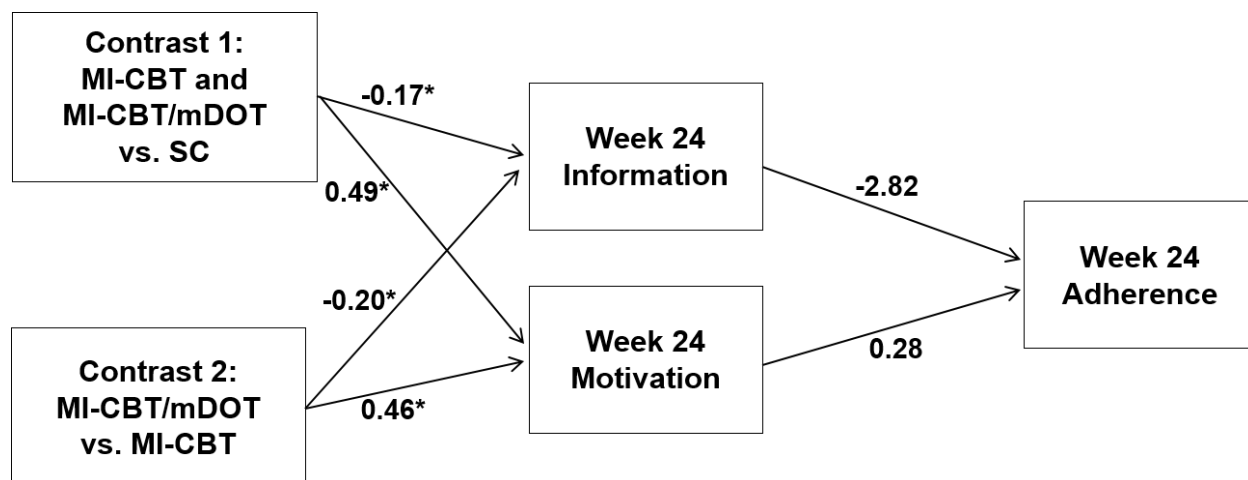 Contrast 1:
MI-CBT and
MI-CBT/mDOT
vs. SC
-0.17*
0.49*
Week 24
Information
-2.82
Week 24
Adherence
-0.20*
Contrast 2:
MI-CBT/mDOT
vs. MI-CBT
0.46*
Week 24
Motivation
0.28